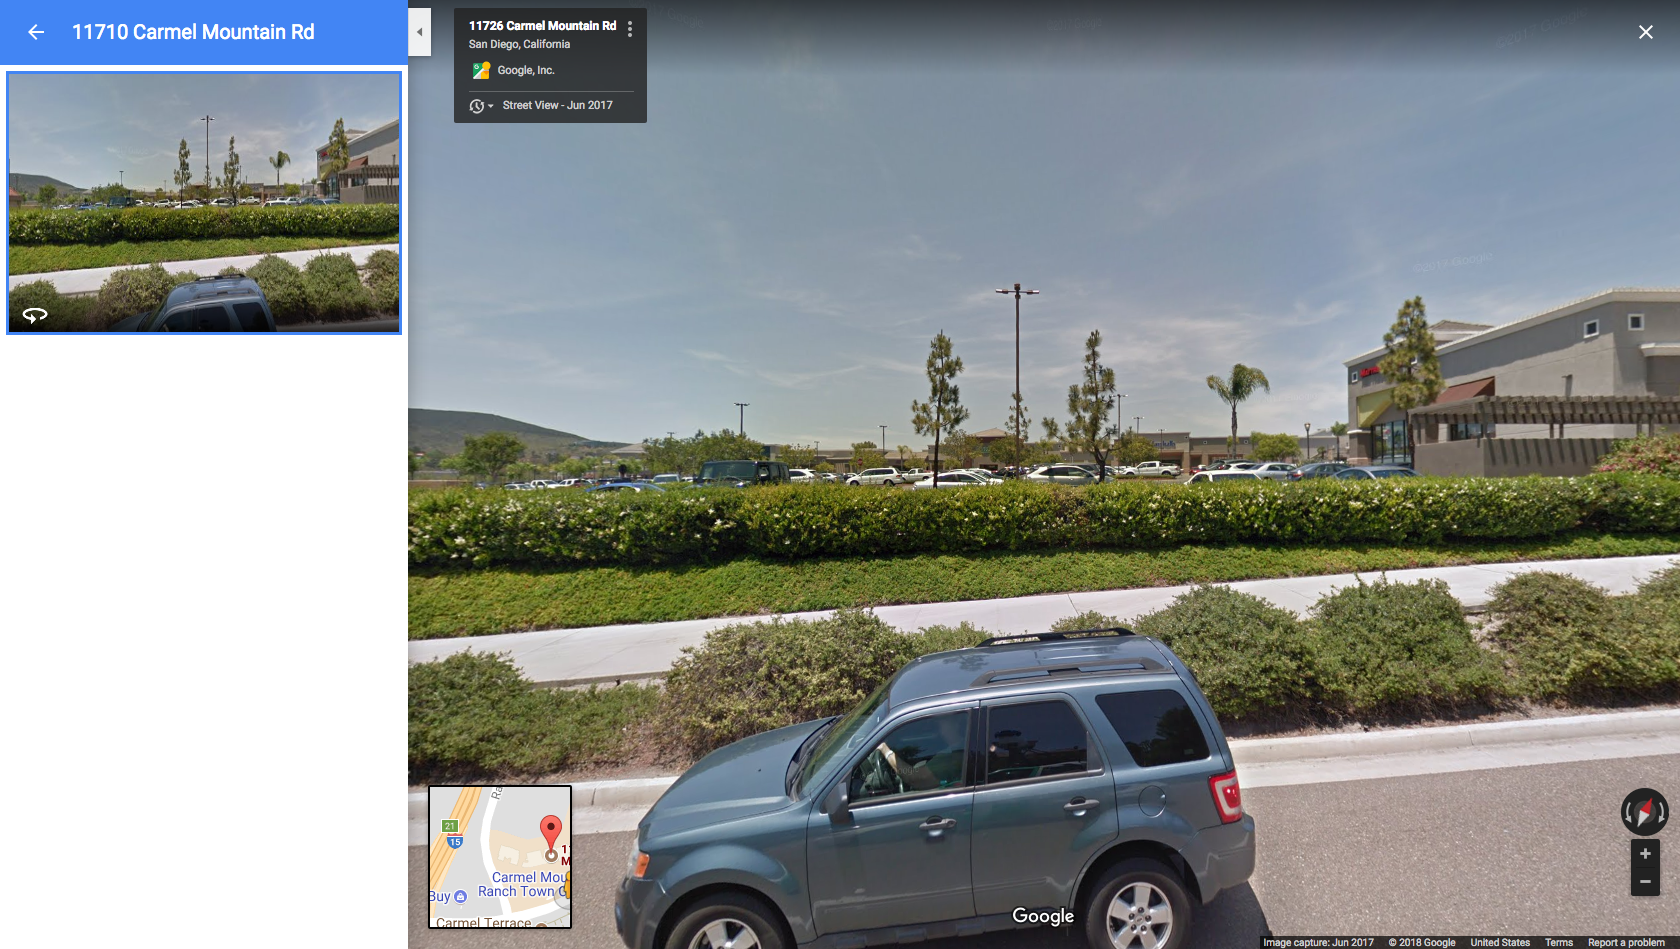 11710 Carmel Mountain Rd
11726 Carmel Mountain Rd
San Diego, California
Google, Inc.
Street View - Jun 2017
21
15
Ra
11
M
Carmel Mou
Ranch Town C
Buy
Carmel Terrace
Google
Image capture: Jun 2017 © 2018 Google United States Terms Report a problem